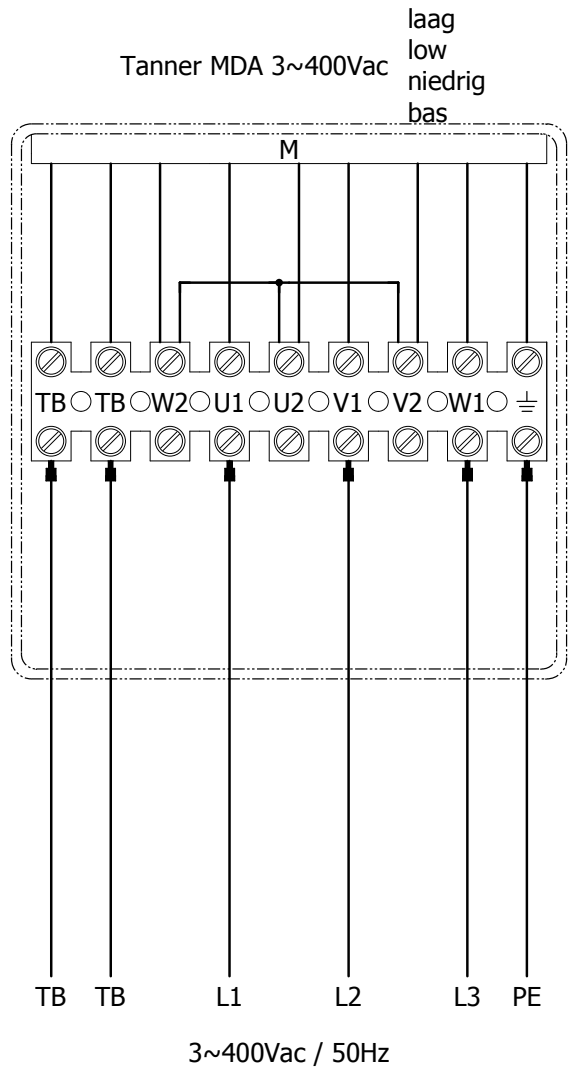 laag
low
Tanner MDA 3~400Vac
niedrig
bas
M
TB TB W2 U1 U2 V1 V2 W1
TB TB L1 L2 L3 PE
3~400Vac / 50Hz